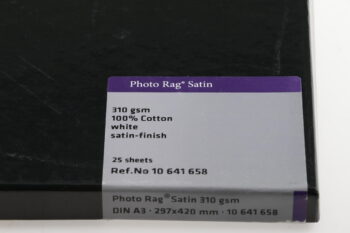 Photo Rag® Satin
310 gsm
100% Cotton
white
satin-finish
25 sheets
Ref.No 10 641 658
Photo Rag® Satin 310 gsm
DIN A3 · 297x420 mm · 10 641 658